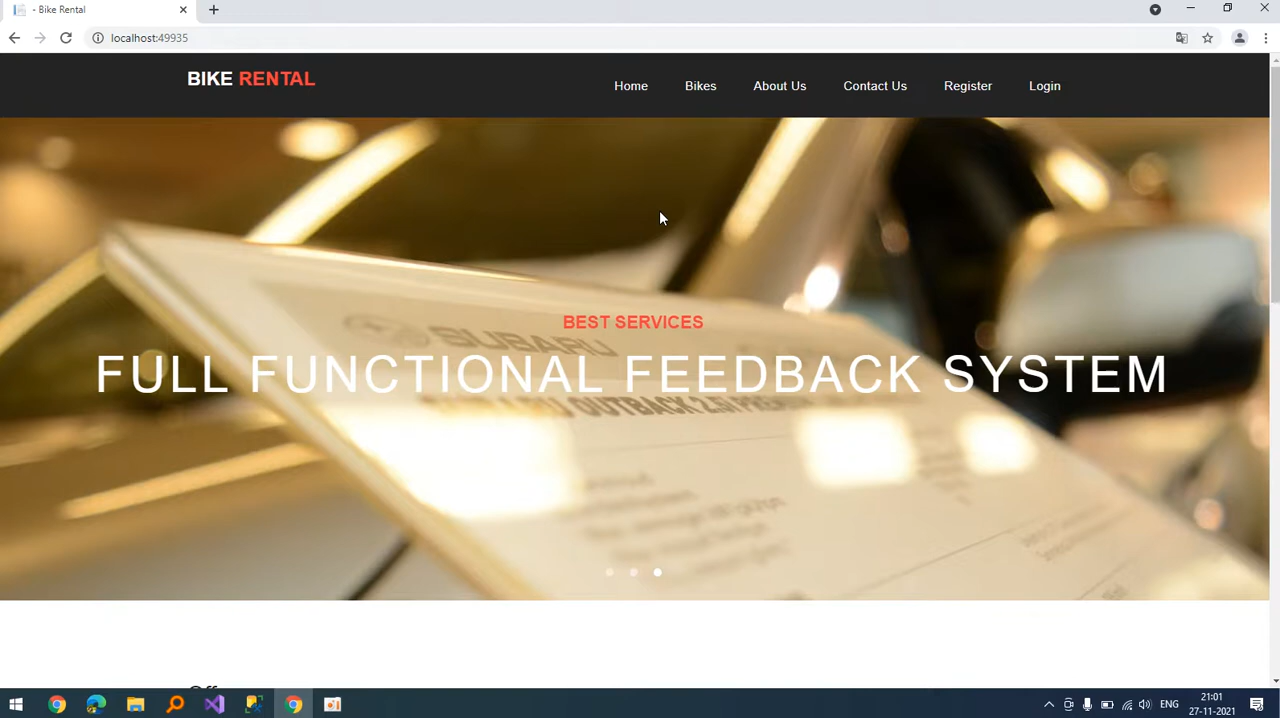 - Bike Rental
localhost:49935
BIKE RENTAL
Home Bikes About Us Contact Us Register Login
BEST SERVICES
SUBARU
FULL FUNCTIONAL FEEDBACK SYSTEM
ENG
21:01
27-11-2021